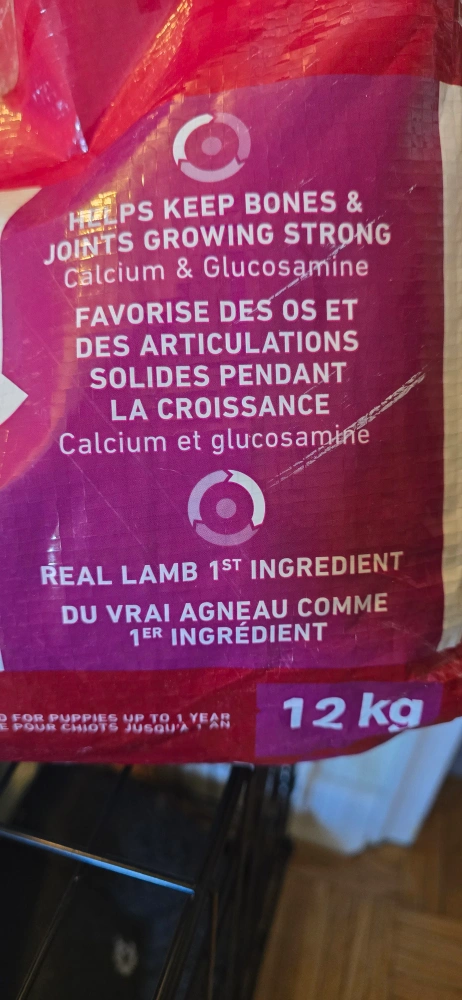 HELPS KEEP BONES &
JOINTS GROWING STRONG
Calcium & Glucosamine
FAVORISE DES OS ET
DES ARTICULATIONS
SOLIDES PENDANT
LA CROISSANCE
Calcium et glucosamine
REAL LAMB 1ST INGREDIENT
DU VRAI AGNEAU COMME
1ER INGRÉDIENT
FOR PUPPIES UP TO 1 YEAR
POUR CHIOTS JUSQU'À 1 AN
12 kg